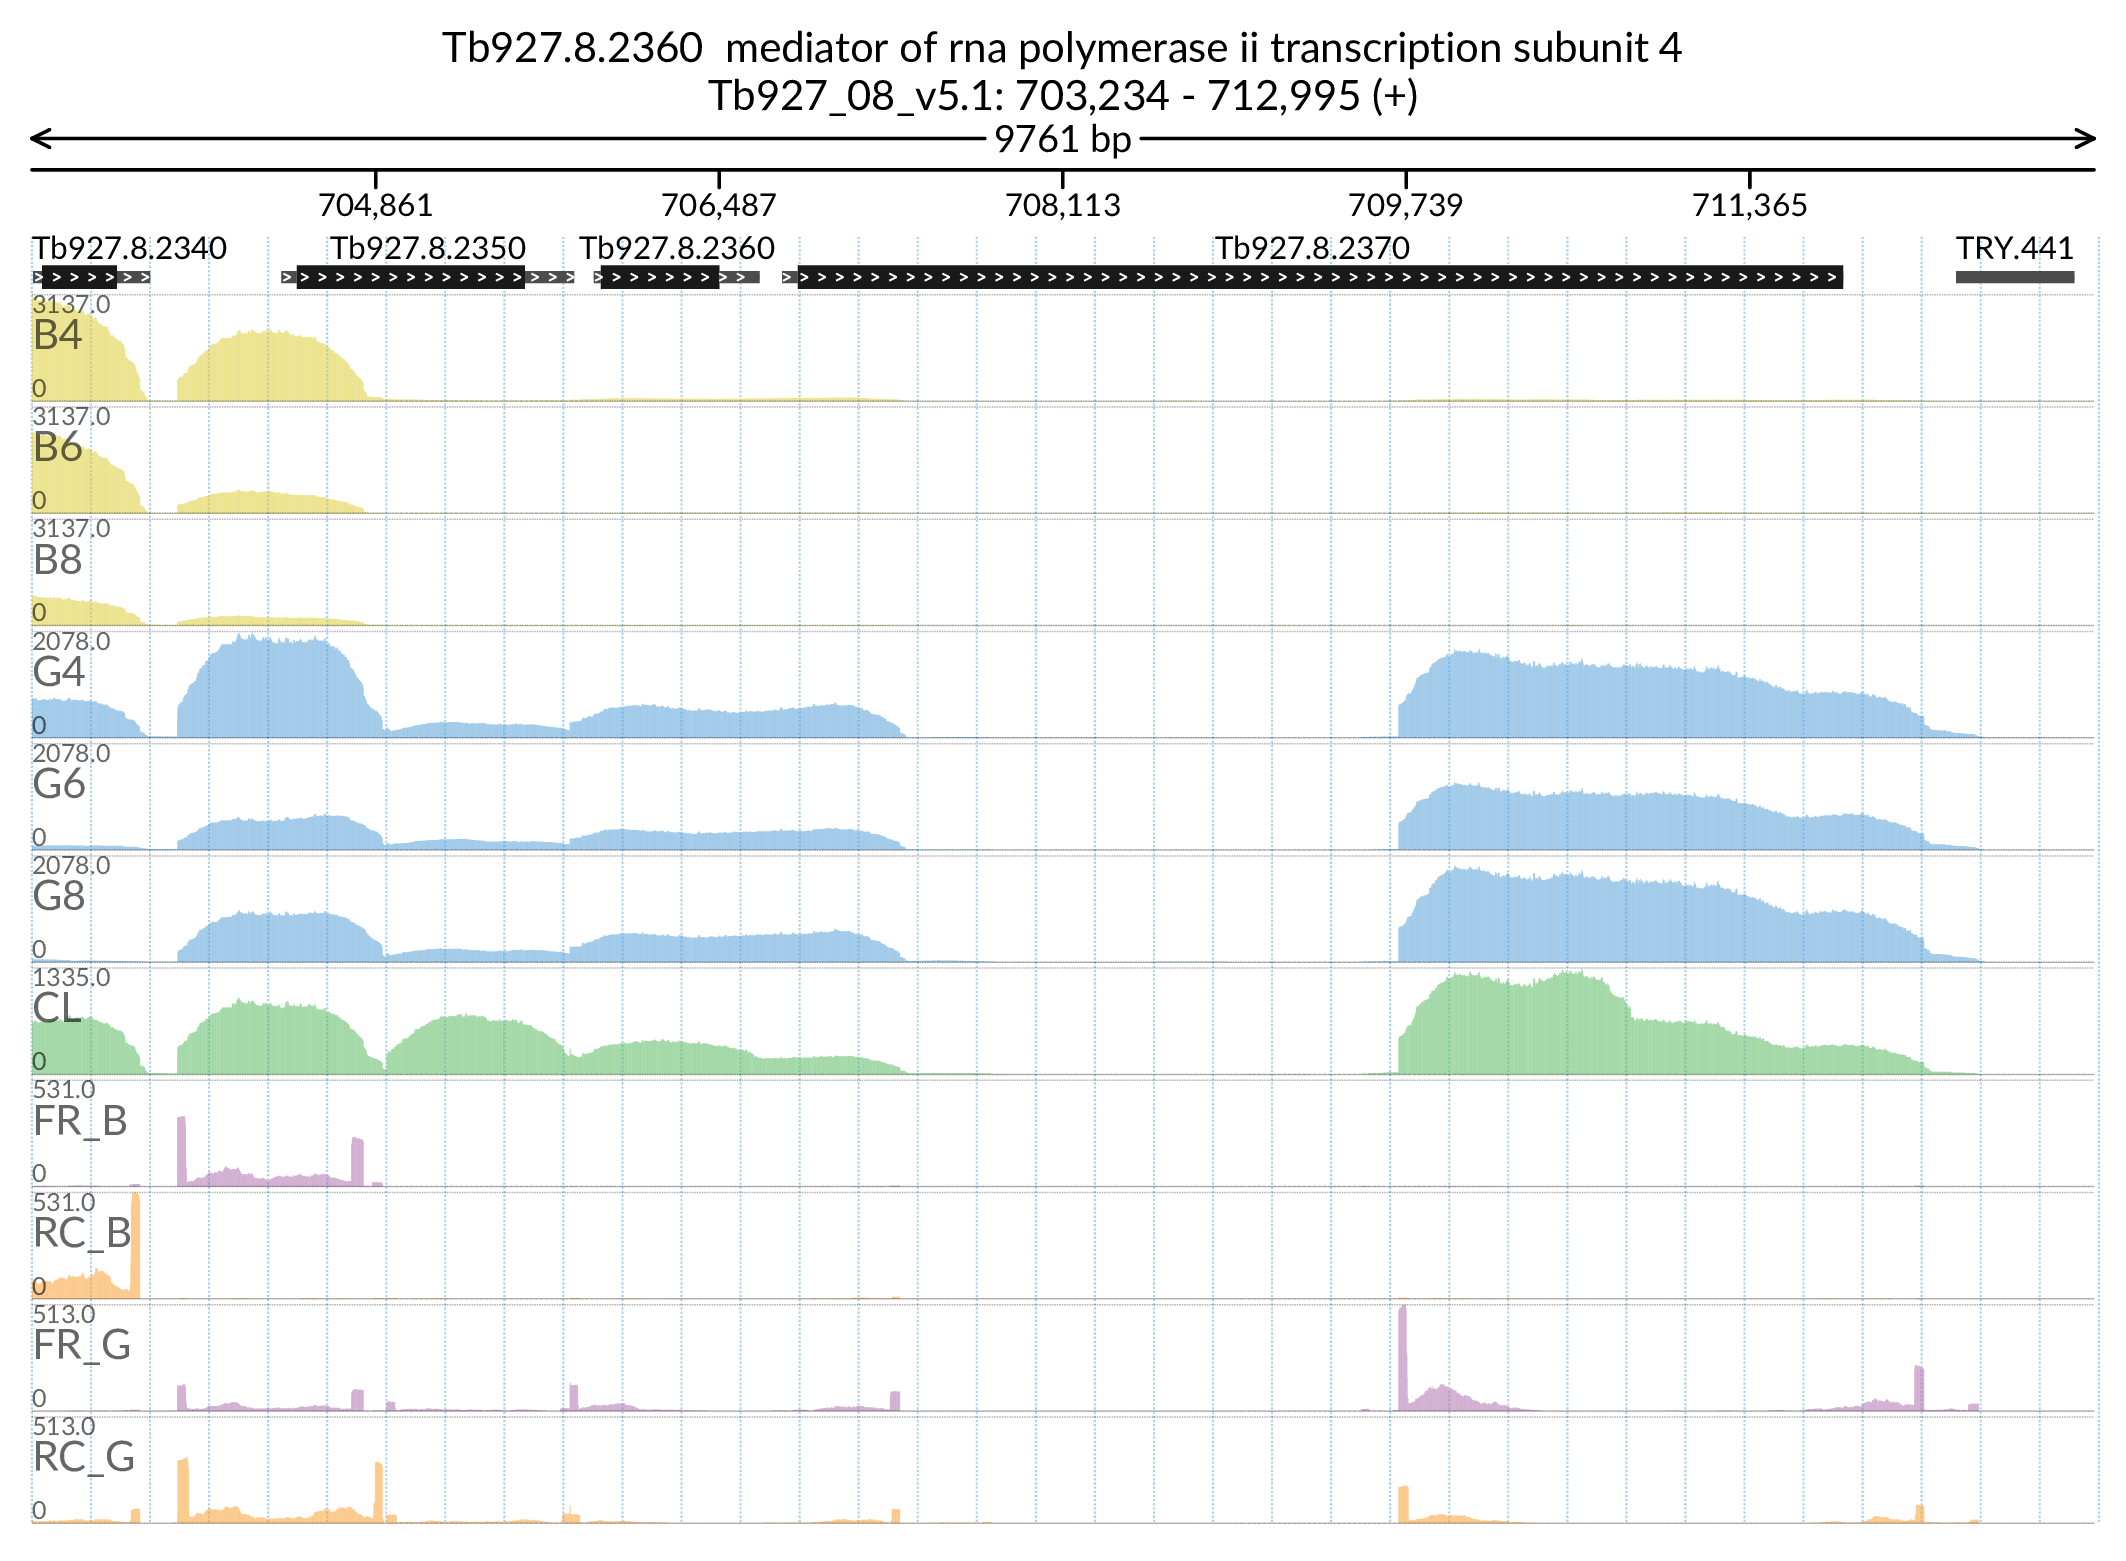 Tb927.8.2360  mediator of rna polymerase ii transcription subunit 4
Tb927_08_v5.1: 703,234 - 712,995 (+)
9761 bp
704,861 706,487 708,113 709,739 711,365
Tb927.8.2340 Tb927.8.2350 Tb927.8.2360 Tb927.8.2370 TRY.441
3137.0
B4
0
3137.0
B6
0
3137.0
B8
0
2078.0
G4
0
2078.0
G6
0
2078.0
G8
0
1335.0
CL
0
531.0
FR_B
0
531.0
RC_B
0
513.0
FR_G
0
513.0
RC_G
0